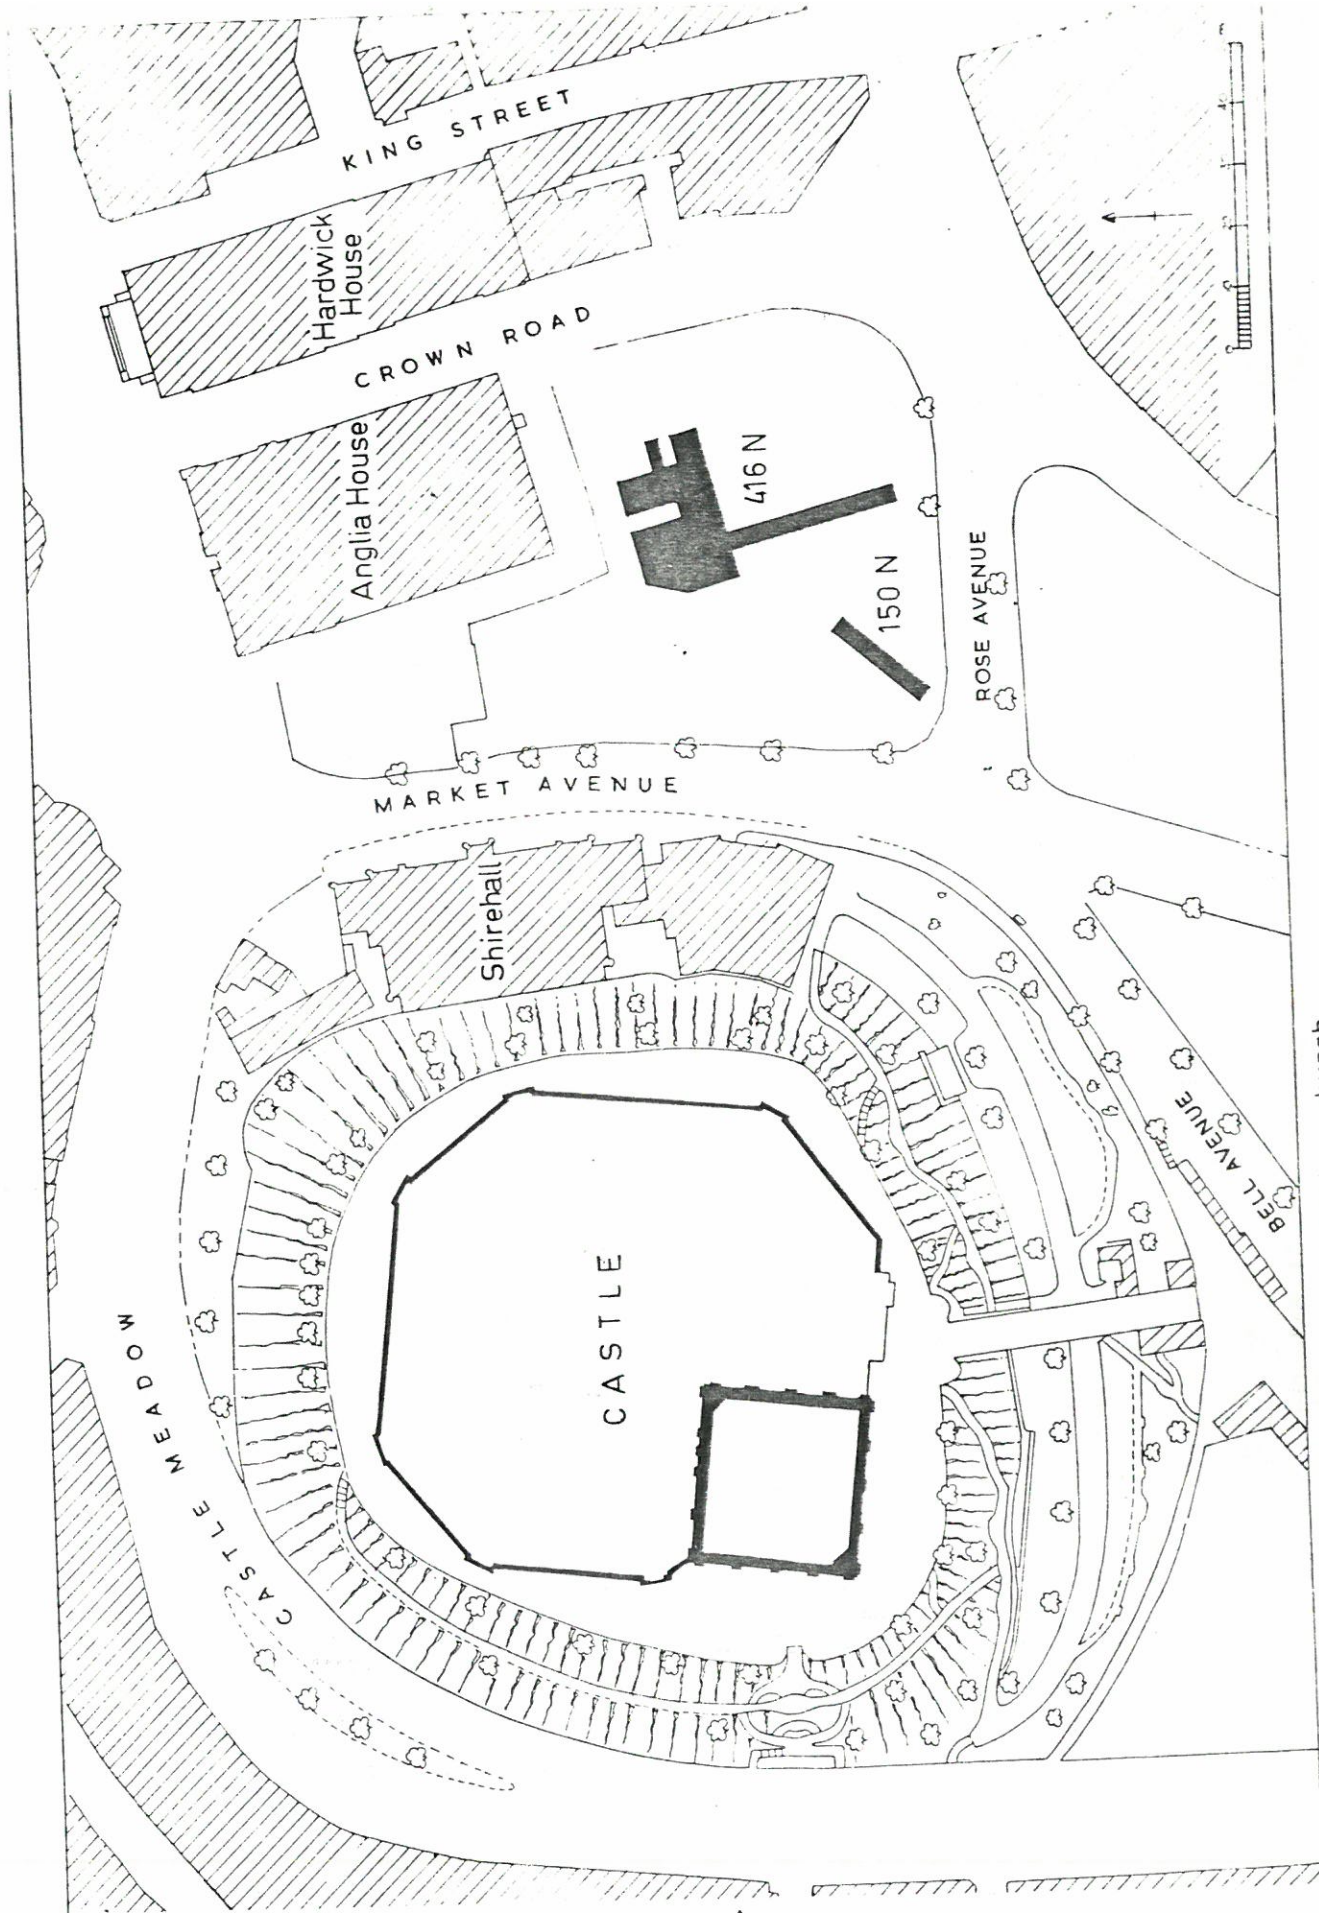 KING STREET
Hardwick
House
CROWN ROAD
Anglia House
416 N
150 N
ROSE AVENUE
MARKET AVENUE
Shirehall
BELL AVENUE
CASTLE
CASTLE MEADOW